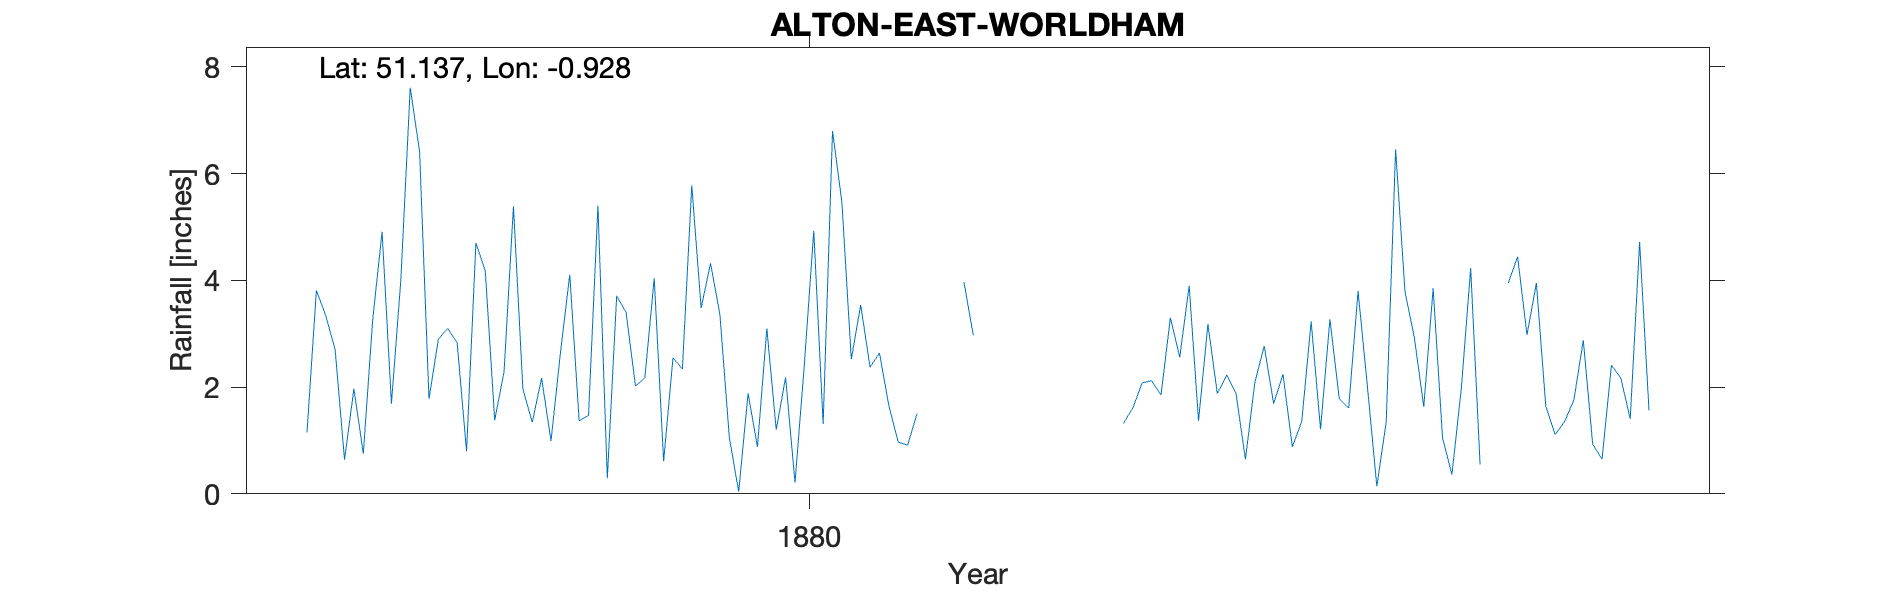 ALTON-EAST-WORLDHAM
Lat: 51.137, Lon: -0.928
Rainfall [inches]
8
6
4
2
0
1880
Year